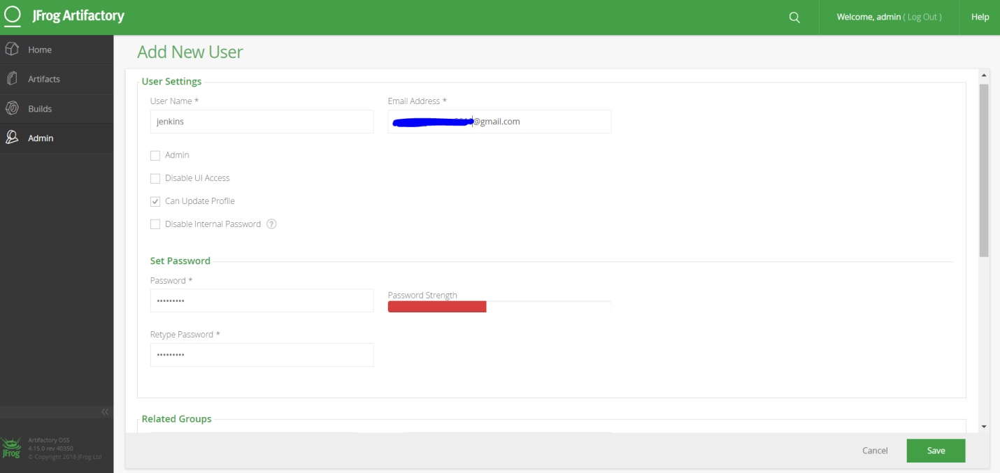 JFrog Artifactory
Welcome, admin ( Log Out )
Help
Home
Artifacts
Builds
Admin
Add New User
User Settings
User Name *
Email Address *
jenkins
@gmail.com
Admin
Disable UI Access
Can Update Profile
Disable Internal Password ?
Set Password
Password *
•••••••••
Password Strength
Retype Password *
•••••••••
Related Groups
Cancel
Save
JFrog
Artifactory OSS
4.15.0 rev 40350
© Copyright 2018 JFrog Ltd